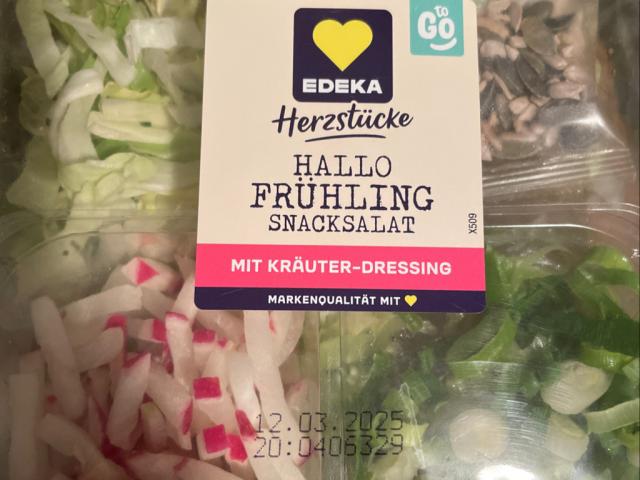 to
Go
EDEKA
Herzstücke
HALLO
FRÜHLING
SNACKSALAT
X509
MIT KRÄUTER-DRESSING
MARKENQUALITÄT MIT
12.03.2025
20:0406329